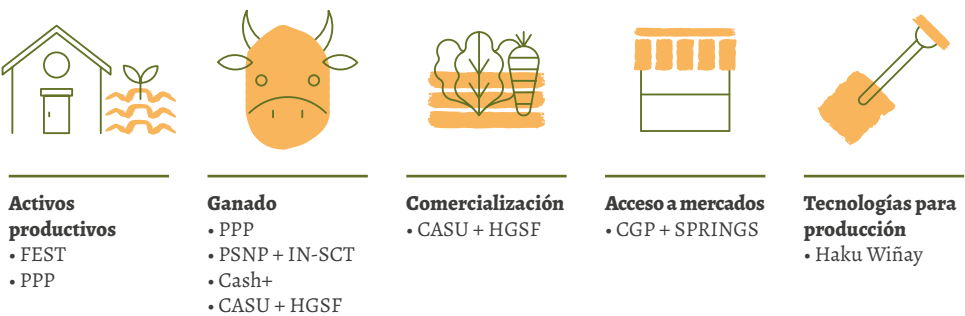 Activos
productivos
• FEST
• PPP
Ganado
• PPP
• PSNP + IN-SCT
• Cash+
• CASU + HGSF
Comercialización
• CASU + HGSF
Acceso a mercados
• CGP + SPRINGS
Tecnologías para
producción
• Haku Wiñay